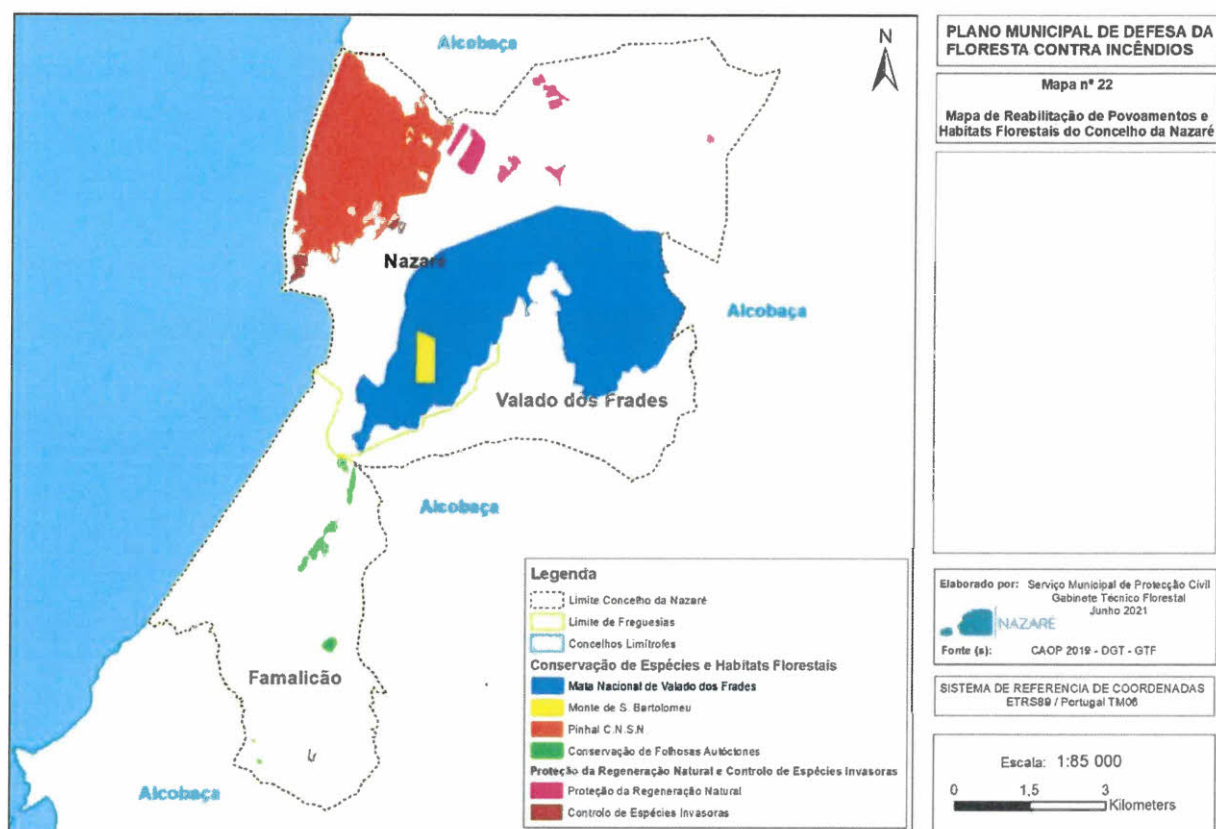 Alcobaça
N
Nazaré
Alcobaça
Valado dos Frades
Alcobaça
Famalicão
Alcobaça
Legenda
Limite Concelho da Nazaré
Limite de Freguesias
Concelhos Limítrofes
Conservação de Espécies e Habitats Florestais
Mata Nacional de Valado dos Frades
Monte de S. Bartolomeu
Pinhal C.N.S.N
Conservação de Folhosas Autóctones
Proteção da Regeneração Natural e Controlo de Espécies Invasoras
Proteção da Regeneração Natural
Controlo de Espécies Invasoras
PLANO MUNICIPAL DE DEFESA DA
FLORESTA CONTRA INCÊNDIOS
Mapa nº 22
Mapa de Reabilitação de Povoamentos e
Habitats Florestais do Concelho da Nazaré
Elaborado por: Serviço Municipal de Protecção Civil
Gabinete Técnico Florestal
Junho 2021
NAZARÉ
Fonte (s): CAOP 2019 - DGT - GTF
SISTEMA DE REFERENCIA DE COORDENADAS
ETRS89 / Portugal TM06
Escala: 1:85 000
0 1,5 3
Kilometers